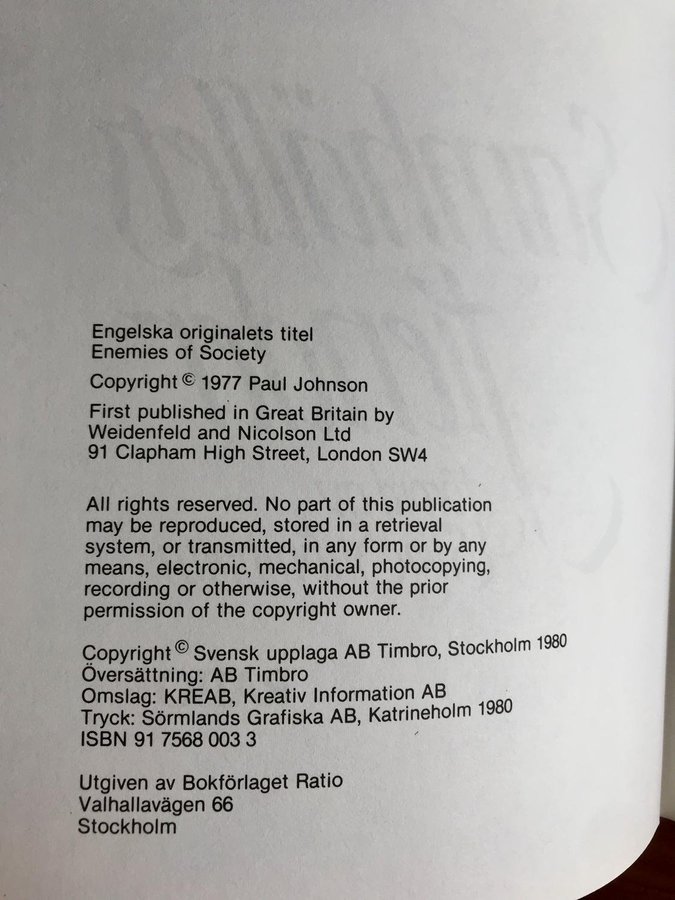 Engelska originalets titel
Enemies of Society
Copyright © 1977 Paul Johnson
First published in Great Britain by
Weidenfeld and Nicolson Ltd
91 Clapham High Street, London SW4
All rights reserved. No part of this publication
may be reproduced, stored in a retrieval
system, or transmitted, in any form or by any
means, electronic, mechanical, photocopying,
recording or otherwise, without the prior
permission of the copyright owner.
Copyright © Svensk upplaga AB Timbro, Stockholm 1980
Översättning: AB Timbro
Omslag: KREAB, Kreativ Information AB
Tryck: Sörmlands Grafiska AB, Katrineholm 1980
ISBN 91 7568 003 3
Utgiven av Bokförlaget Ratio
Valhallavägen 66
Stockholm